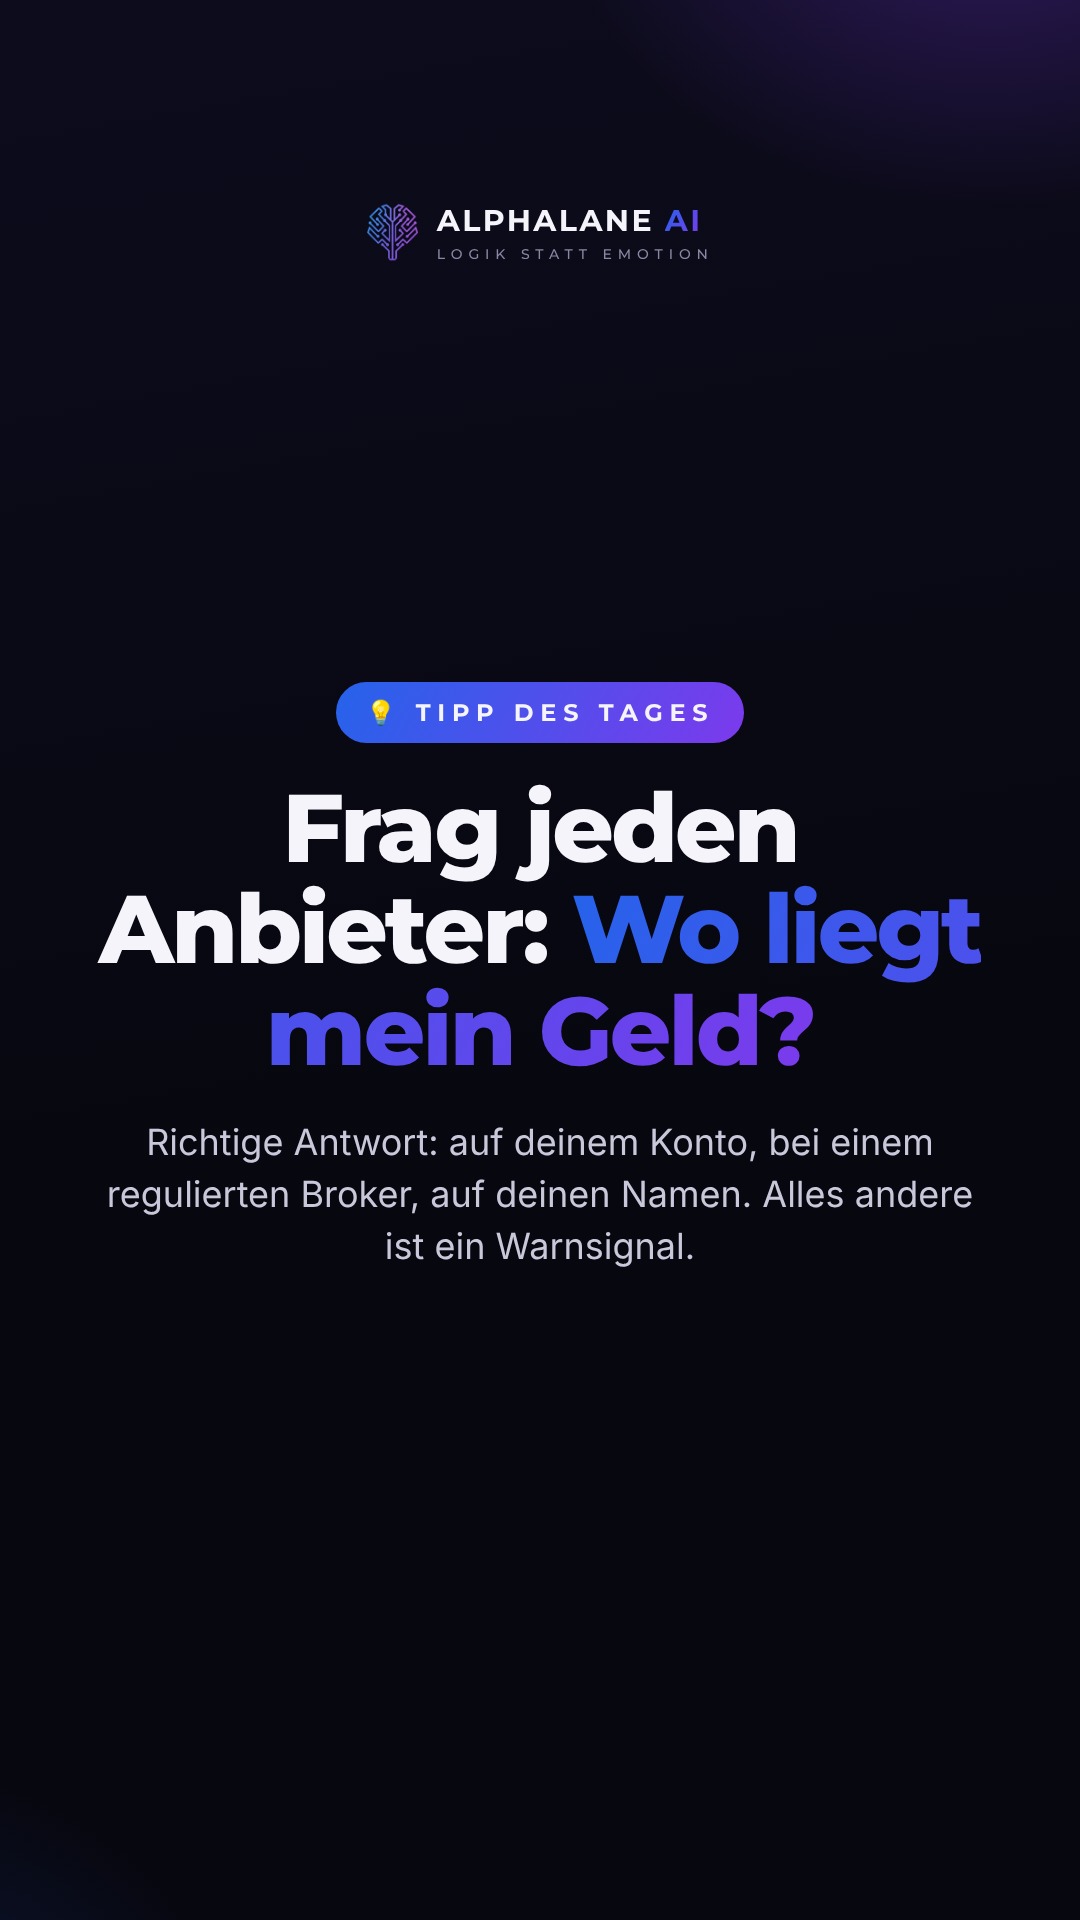 ALPHALANE AI
LOGIK STATT EMOTION
💡 TIPP DES TAGES
Frag jeden
Anbieter: Wo liegt
mein Geld?
Richtige Antwort: auf deinem Konto, bei einem
regulierten Broker, auf deinen Namen. Alles andere
ist ein Warnsignal.